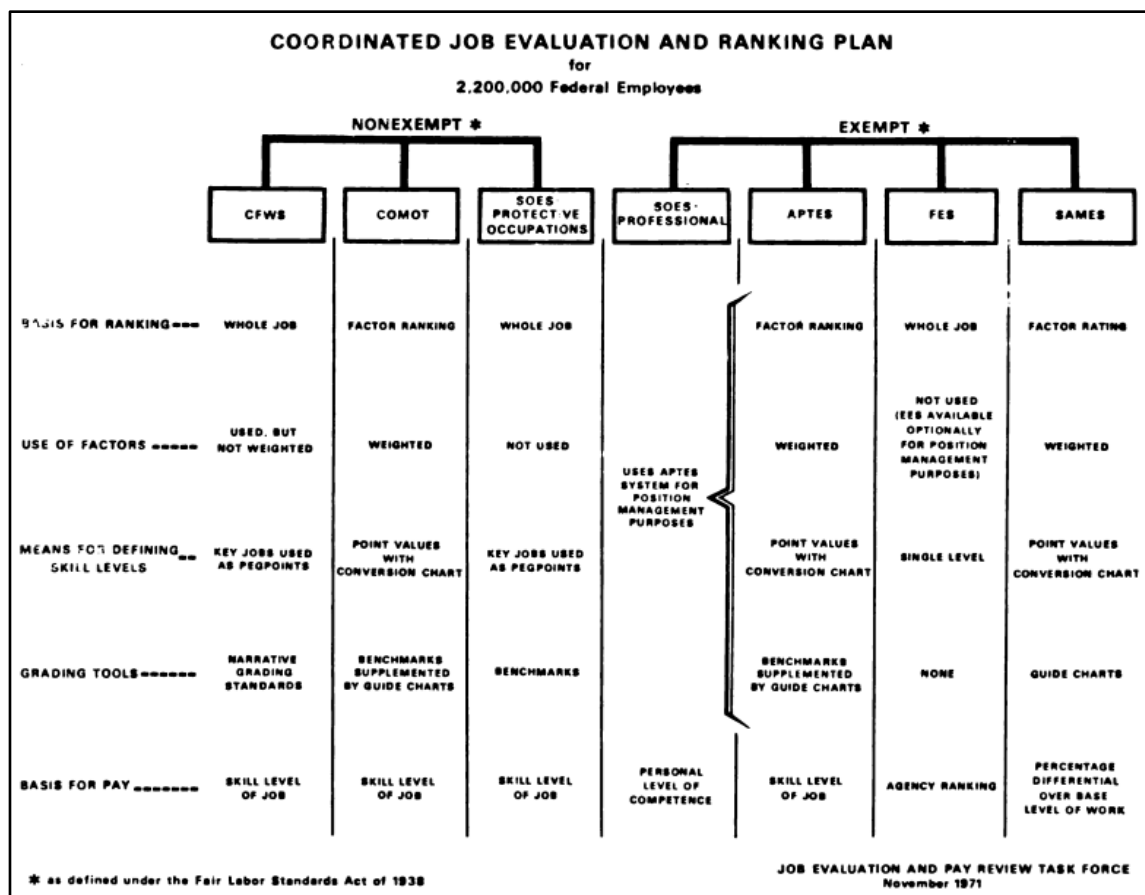 COORDINATED JOB EVALUATION AND RANKING PLAN
for
2,200,000 Federal Employees
NONEXEMPT *
EXEMPT *
CFWS
COMOT
SOES
PROTECTIVE
OCCUPATIONS
SOES-
PROFESSIONAL
APTES
FES
SAMES
BASIS FOR RANKING---
WHOLE JOB
FACTOR RANKING
WHOLE JOB
FACTOR RANKING
WHOLE JOB
FACTOR RATING
USE OF FACTORS -----
USED, BUT
NOT WEIGHTED
WEIGHTED
NOT USED
USES APTES
SYSTEM FOR
POSITION
MANAGEMENT
PURPOSES
WEIGHTED
NOT USED
(EES AVAILABLE
OPTIONALLY
FOR POSITION
MANAGEMENT
PURPOSES)
WEIGHTED
MEANS FOR DEFINING--
SKILL LEVELS
KEY JOBS USED
AS PEGPOINTS
POINT VALUES
WITH
CONVERSION CHART
KEY JOBS USED
AS PEGPOINTS
POINT VALUES
WITH
CONVERSION CHART
SINGLE LEVEL
POINT VALUES
WITH
CONVERSION CHART
GRADING TOOLS------
NARRATIVE
GRADING
STANDARDS
BENCHMARKS
SUPPLEMENTED
BY GUIDE CHARTS
BENCHMARKS
BENCHMARKS
SUPPLEMENTED
BY GUIDE CHARTS
NONE
GUIDE CHARTS
BASIS FOR PAY -------
SKILL LEVEL
OF JOB
SKILL LEVEL
OF JOB
SKILL LEVEL
OF JOB
PERSONAL
LEVEL OF
COMPETENCE
SKILL LEVEL
OF JOB
AGENCY RANKING
PERCENTAGE
DIFFERENTIAL
OVER BASE
LEVEL OF WORK
* as defined under the Fair Labor Standards Act of 1938
JOB EVALUATION AND PAY REVIEW TASK FORCE
November 1971